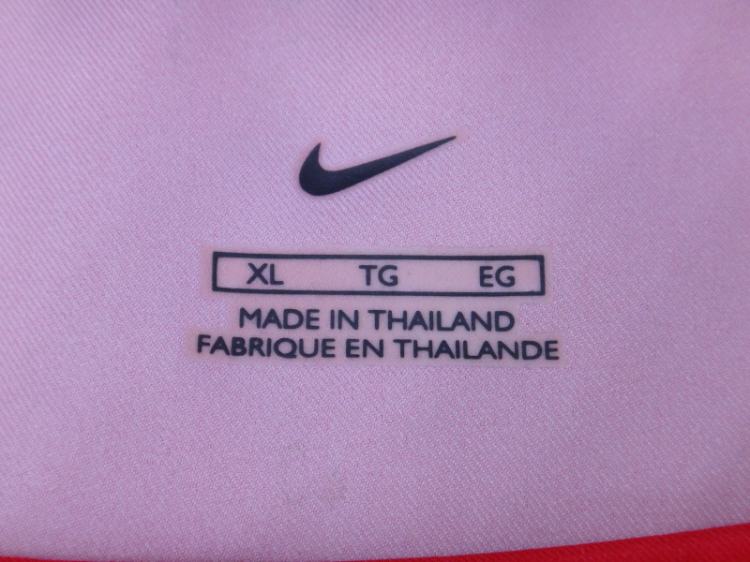 XL TG EG
MADE IN THAILAND
FABRIQUE EN THAILANDE